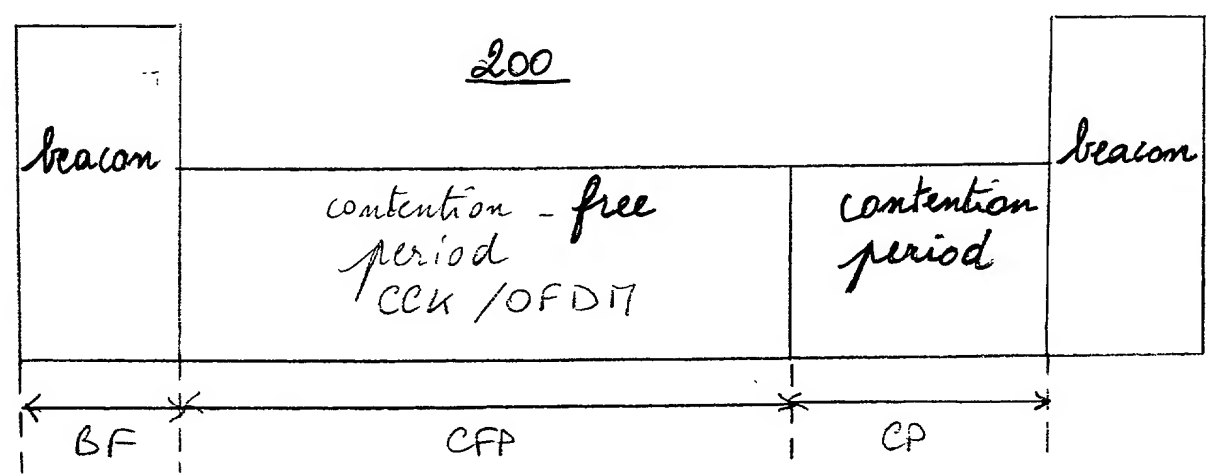 200
beacon
contention - free
period
CCK / OFDM
contention
period
beacon
BF
CFP
CP